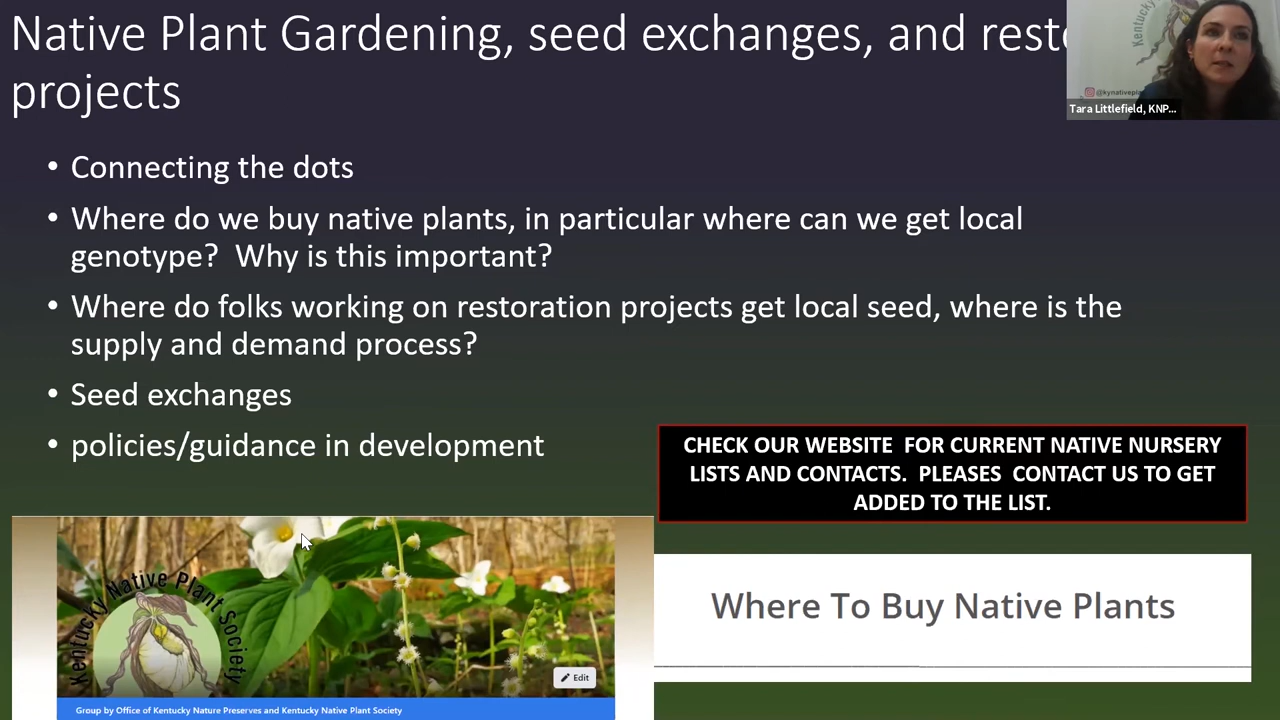 Native Plant Gardening, seed exchanges, and rest
projects
Kentucky
@kynativepla
Tara Littlefield, KNP...
• Connecting the dots
• Where do we buy native plants, in particular where can we get local
genotype? Why is this important?
• Where do folks working on restoration projects get local seed, where is the
supply and demand process?
• Seed exchanges
• policies/guidance in development
CHECK OUR WEBSITE FOR CURRENT NATIVE NURSERY
LISTS AND CONTACTS. PLEASES CONTACT US TO GET
ADDED TO THE LIST.
Kentucky Native Plant Society
Edit
Group by Office of Kentucky Nature Preserves and Kentucky Native Plant Society
Where To Buy Native Plants